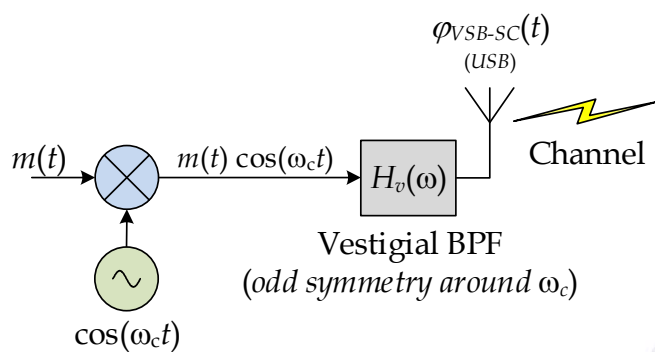 φVSB-SC(t)
(USB)
m(t)
m(t) cos(ωct)
Hv(ω)
Channel
Vestigial BPF
(odd symmetry around ωc)
cos(ωct)